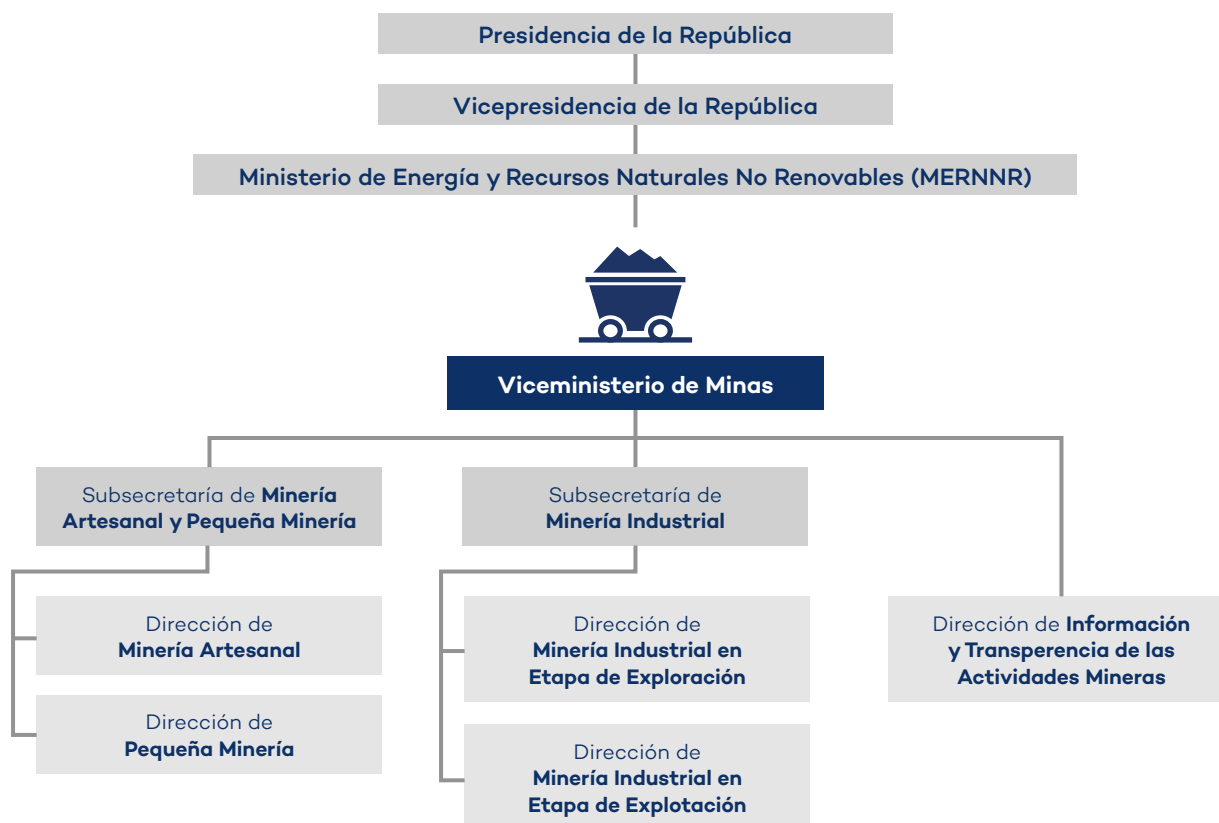 Presidencia de la República
Vicepresidencia de la República
Ministerio de Energía y Recursos Naturales No Renovables (MERNNR)
Viceministerio de Minas
Subsecretaría de Minería
Artesanal y Pequeña Minería
Dirección de
Minería Artesanal
Dirección de
Pequeña Minería
Subsecretaría de
Minería Industrial
Dirección de
Minería Industrial en
Etapa de Exploración
Dirección de
Minería Industrial en
Etapa de Explotación
Dirección de Información
y Transperencia de las
Actividades Mineras